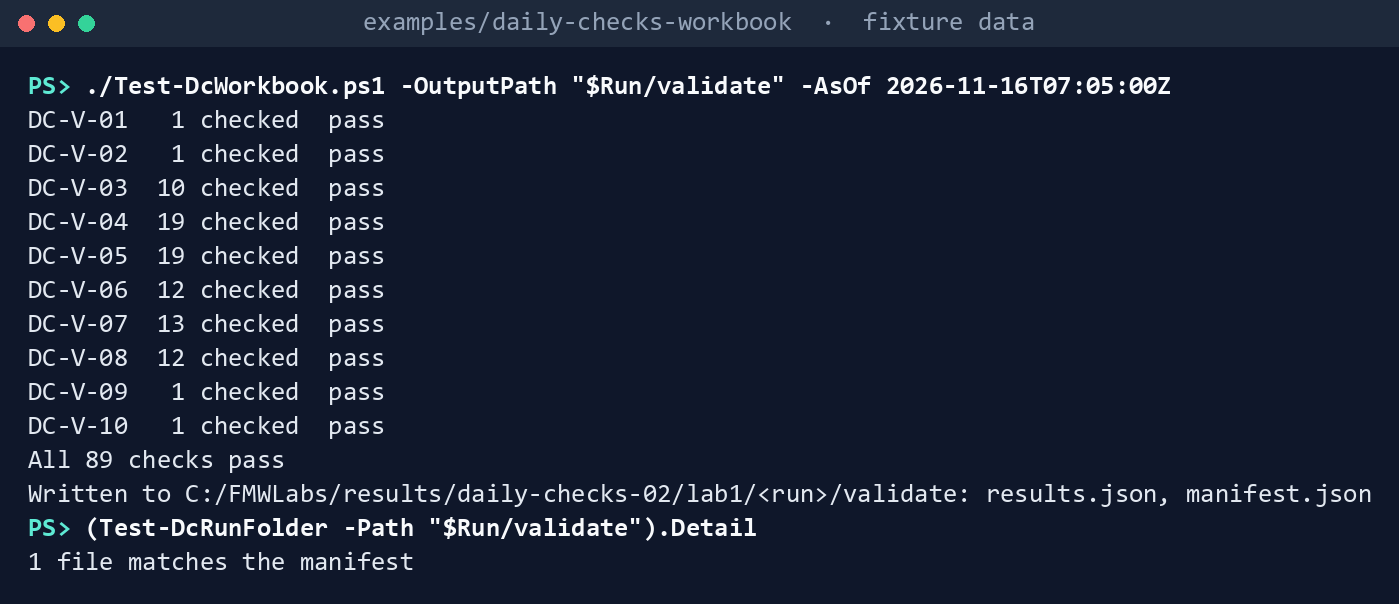 examples/daily-checks-workbook · fixture data
PS> ./Test-DcWorkbook.ps1 -OutputPath "$Run/validate" -AsOf 2026-11-16T07:05:00Z
DC-V-01   1 checked  pass
DC-V-02   1 checked  pass
DC-V-03  10 checked  pass
DC-V-04  19 checked  pass
DC-V-05  19 checked  pass
DC-V-06  12 checked  pass
DC-V-07  13 checked  pass
DC-V-08  12 checked  pass
DC-V-09   1 checked  pass
DC-V-10   1 checked  pass
All 89 checks pass
Written to C:/FMWLabs/results/daily-checks-02/lab1/<run>/validate: results.json, manifest.json
PS> (Test-DcRunFolder -Path "$Run/validate").Detail
1 file matches the manifest